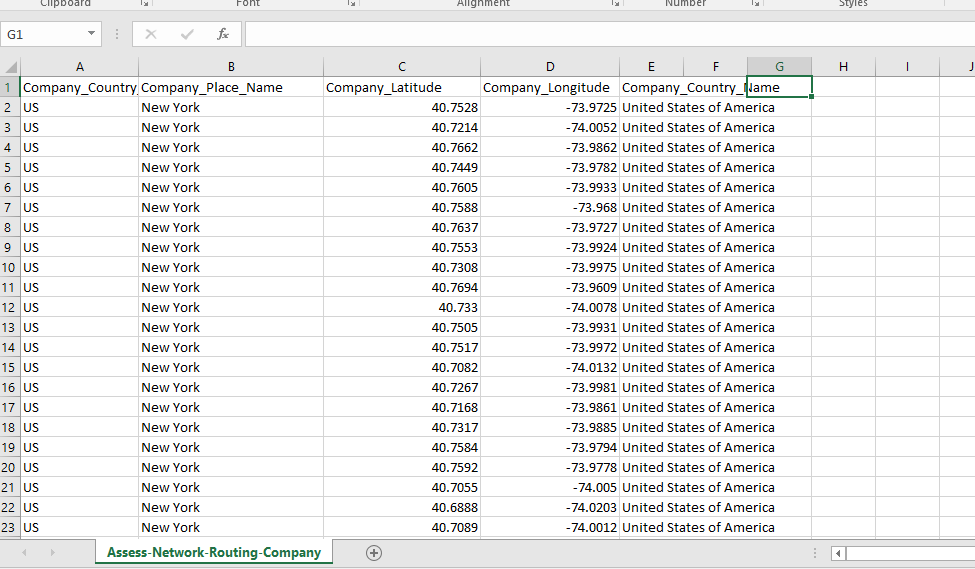 Clipboard Font Alignment Number Styles
G1 fx
A B C D E F G H I J
1 Company_Country Company_Place_Name Company_Latitude Company_Longitude Company_Country_Name
2 US New York 40.7528 -73.9725 United States of America
3 US New York 40.7214 -74.0052 United States of America
4 US New York 40.7662 -73.9862 United States of America
5 US New York 40.7449 -73.9782 United States of America
6 US New York 40.7605 -73.9933 United States of America
7 US New York 40.7588 -73.968 United States of America
8 US New York 40.7637 -73.9727 United States of America
9 US New York 40.7553 -73.9924 United States of America
10 US New York 40.7308 -73.9975 United States of America
11 US New York 40.7694 -73.9609 United States of America
12 US New York 40.733 -74.0078 United States of America
13 US New York 40.7505 -73.9931 United States of America
14 US New York 40.7517 -73.9972 United States of America
15 US New York 40.7082 -74.0132 United States of America
16 US New York 40.7267 -73.9981 United States of America
17 US New York 40.7168 -73.9861 United States of America
18 US New York 40.7317 -73.9885 United States of America
19 US New York 40.7584 -73.9794 United States of America
20 US New York 40.7592 -73.9778 United States of America
21 US New York 40.7055 -74.005 United States of America
22 US New York 40.6888 -74.0203 United States of America
23 US New York 40.7089 -74.0012 United States of America
Assess-Network-Routing-Company